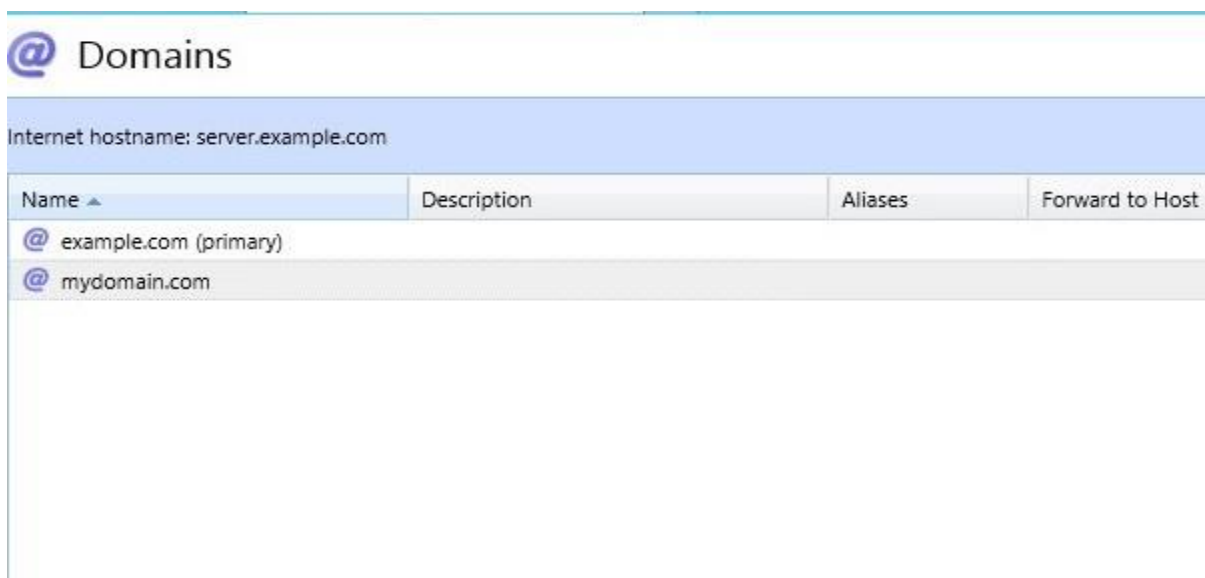 @ Domains
Internet hostname: server.example.com
Name Description Aliases Forward to Host
@ example.com (primary)
@ mydomain.com